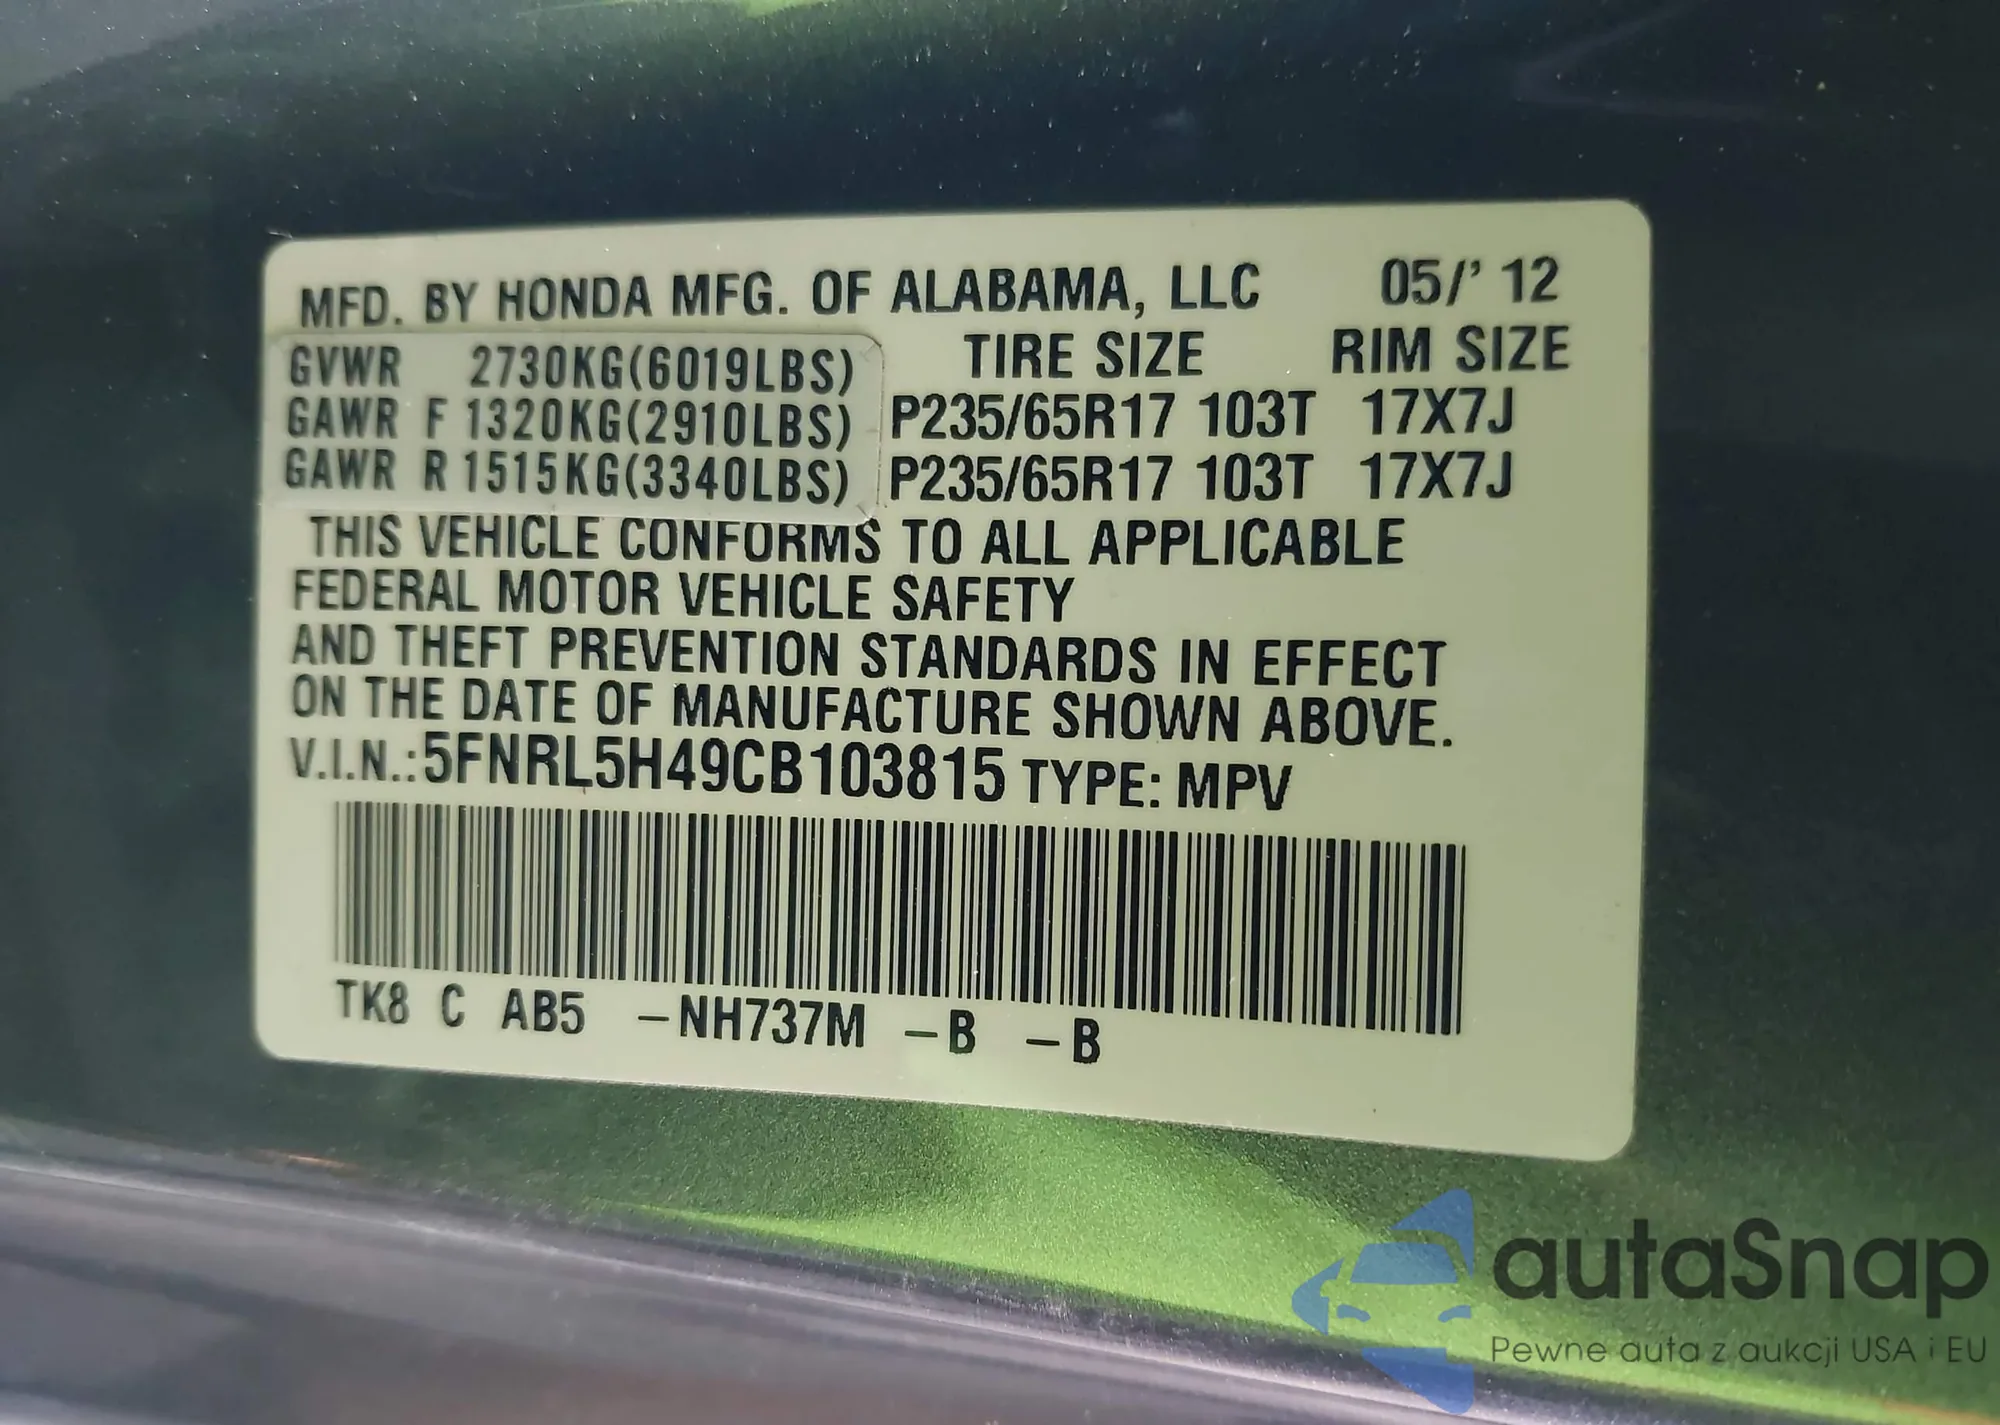 MFD. BY HONDA MFG. OF ALABAMA, LLC 05/' 12
TIRE SIZE RIM SIZE
GVWR 2730KG(6019LBS)
GAWR F 1320KG(2910LBS) P235/65R17 103T 17X7J
GAWR R 1515KG(3340LBS) P235/65R17 103T 17X7J
THIS VEHICLE CONFORMS TO ALL APPLICABLE
FEDERAL MOTOR VEHICLE SAFETY
AND THEFT PREVENTION STANDARDS IN EFFECT
ON THE DATE OF MANUFACTURE SHOWN ABOVE.
V.I.N.:5FNRL5H49CB103815 TYPE: MPV
TK8 C AB5 –NH737M –B –B
autaSnap
Pewne auta z aukcji USA i EU